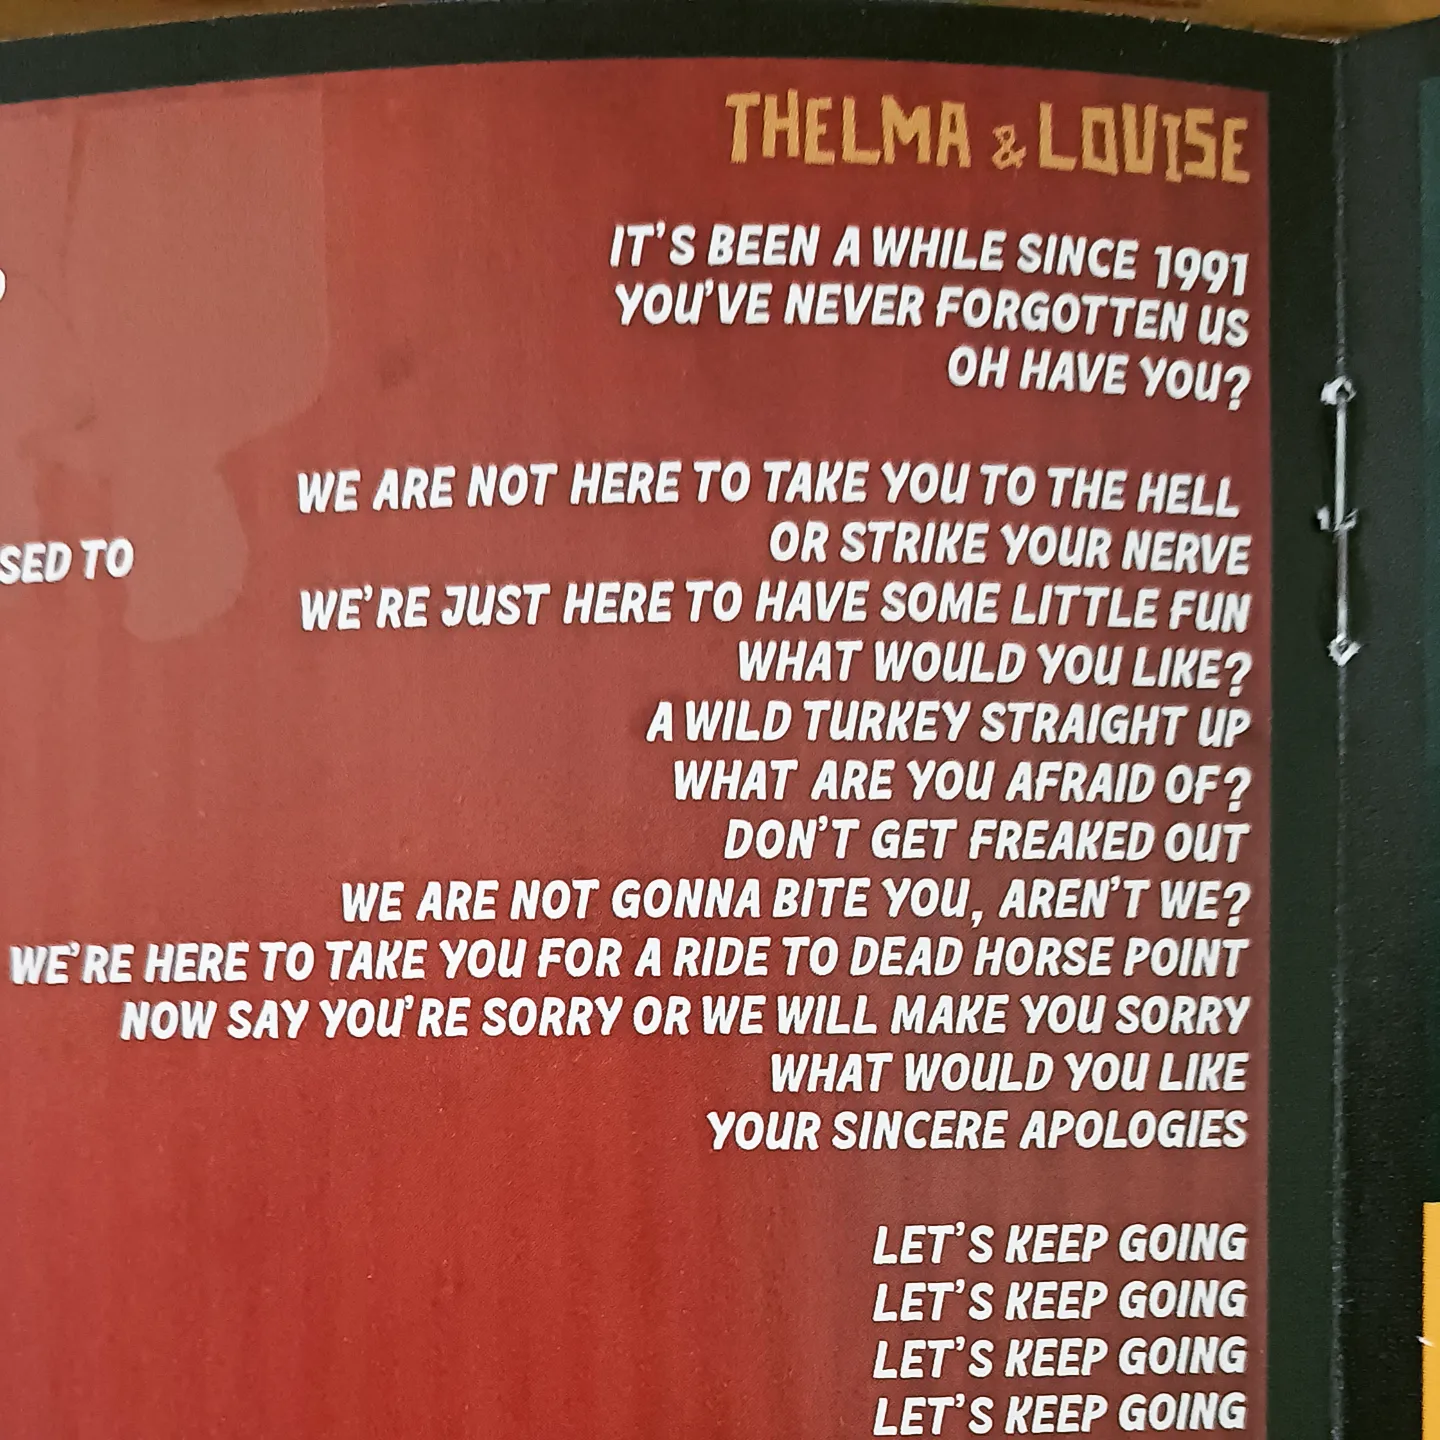 THELMA & LOUISE
IT'S BEEN A WHILE SINCE 1991
YOU'VE NEVER FORGOTTEN US
OH HAVE YOU?
WE ARE NOT HERE TO TAKE YOU TO THE HELL
OR STRIKE YOUR NERVE
WE'RE JUST HERE TO HAVE SOME LITTLE FUN
WHAT WOULD YOU LIKE?
A WILD TURKEY STRAIGHT UP
WHAT ARE YOU AFRAID OF?
DON'T GET FREAKED OUT
WE ARE NOT GONNA BITE YOU, AREN'T WE?
WE'RE HERE TO TAKE YOU FOR A RIDE TO DEAD HORSE POINT
NOW SAY YOU'RE SORRY OR WE WILL MAKE YOU SORRY
WHAT WOULD YOU LIKE
YOUR SINCERE APOLOGIES
LET'S KEEP GOING
LET'S KEEP GOING
LET'S KEEP GOING
LET'S KEEP GOING
SED TO